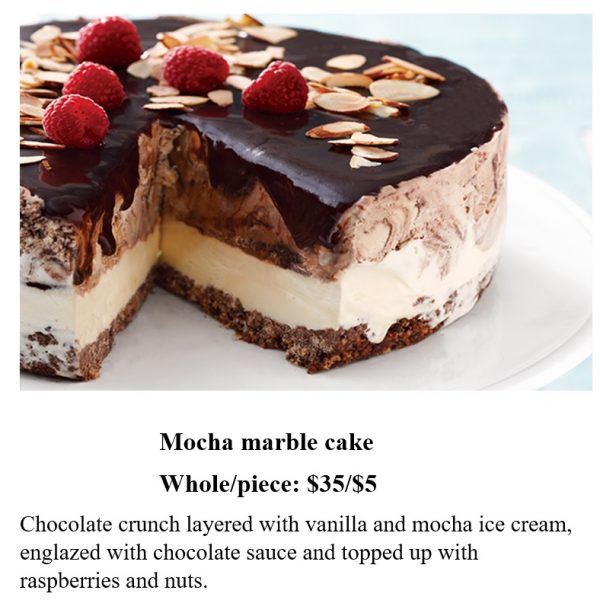 Mocha marble cake
Whole/piece: $35/$5
Chocolate crunch layered with vanilla and mocha ice cream,
englazed with chocolate sauce and topped up with
raspberries and nuts.